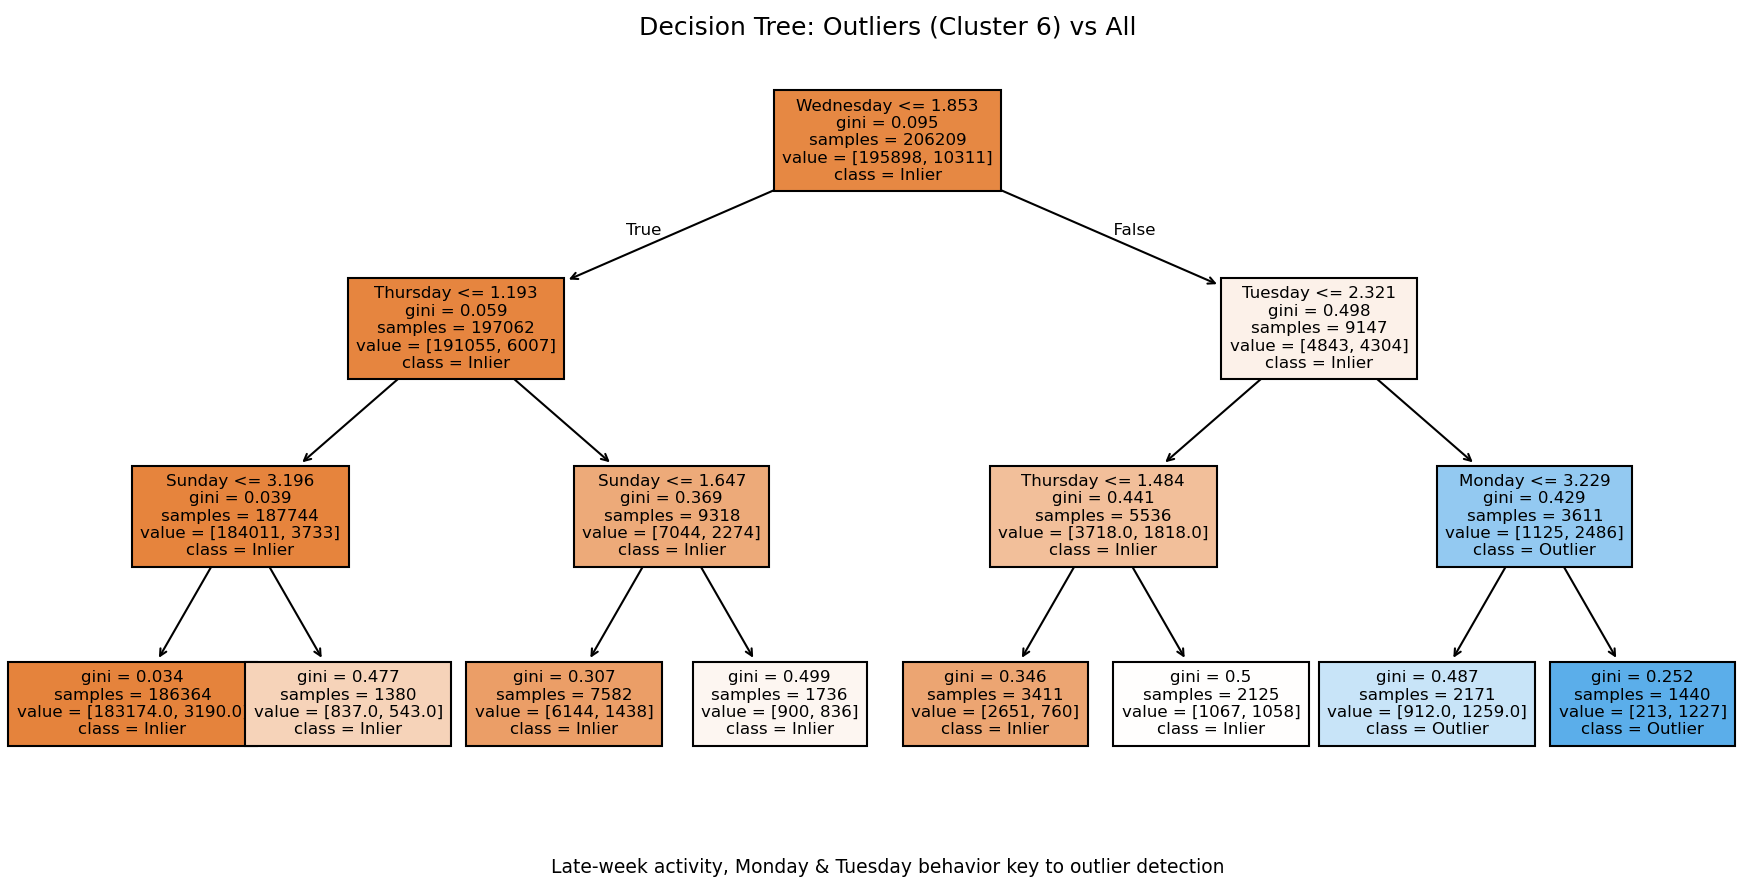 Decision Tree: Outliers (Cluster 6) vs All
Wednesday <= 1.853
gini = 0.095
samples = 206209
value = [195898, 10311]
class = Inlier
True
False
Thursday <= 1.193
gini = 0.059
samples = 197062
value = [191055, 6007]
class = Inlier
Tuesday <= 2.321
gini = 0.498
samples = 9147
value = [4843, 4304]
class = Inlier
Sunday <= 3.196
gini = 0.039
samples = 187744
value = [184011, 3733]
class = Inlier
Sunday <= 1.647
gini = 0.369
samples = 9318
value = [7044, 2274]
class = Inlier
Thursday <= 1.484
gini = 0.441
samples = 5536
value = [3718.0, 1818.0]
class = Inlier
Monday <= 3.229
gini = 0.429
samples = 3611
value = [1125, 2486]
class = Outlier
gini = 0.034
samples = 186364
value = [183174.0, 3190.0
class = Inlier
gini = 0.477
samples = 1380
value = [837.0, 543.0]
class = Inlier
gini = 0.307
samples = 7582
value = [6144, 1438]
class = Inlier
gini = 0.499
samples = 1736
value = [900, 836]
class = Inlier
gini = 0.346
samples = 3411
value = [2651, 760]
class = Inlier
gini = 0.5
samples = 2125
value = [1067, 1058]
class = Inlier
gini = 0.487
samples = 2171
value = [912.0, 1259.0]
class = Outlier
gini = 0.252
samples = 1440
value = [213, 1227]
class = Outlier
Late-week activity, Monday & Tuesday behavior key to outlier detection